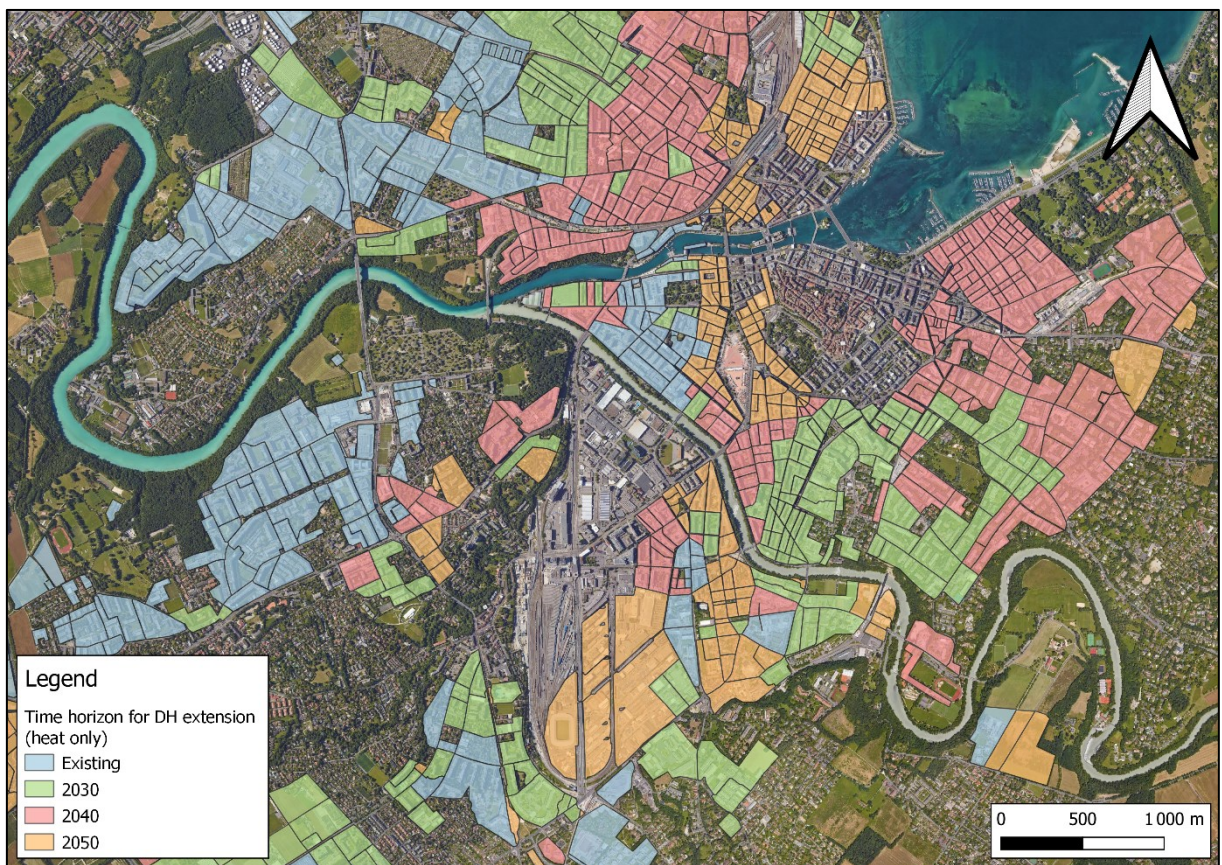 Legend
Time horizon for DH extension
(heat only)
Existing
2030
2040
2050
0 500 1 000 m